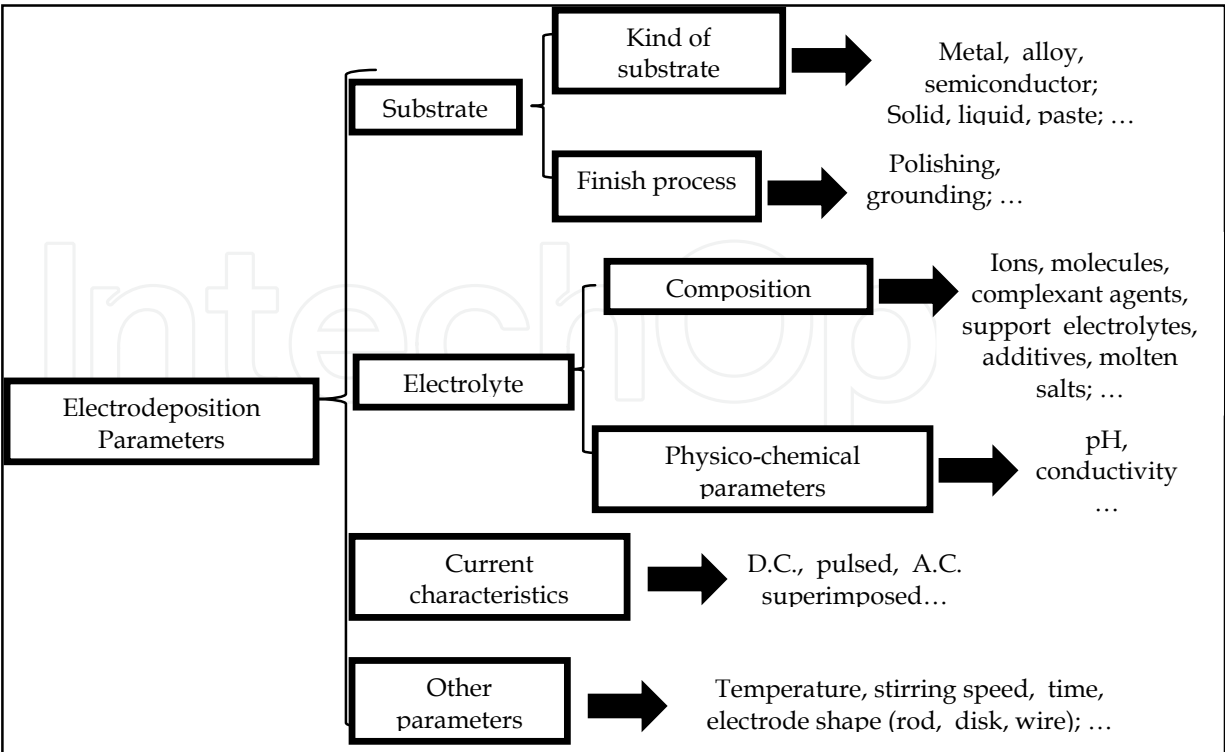 Electrodeposition
Parameters
Substrate
Kind of
substrate
Metal, alloy,
semiconductor;
Solid, liquid, paste; …
Finish process
Polishing,
grounding; …
Electrolyte
Composition
Ions, molecules,
complexant agents,
support electrolytes,
additives, molten
salts; …
Physico-chemical
parameters
pH,
conductivity
…
Current
characteristics
D.C., pulsed, A.C.
superimposed…
Other
parameters
Temperature, stirring speed, time,
electrode shape (rod, disk, wire); …
IntechOp